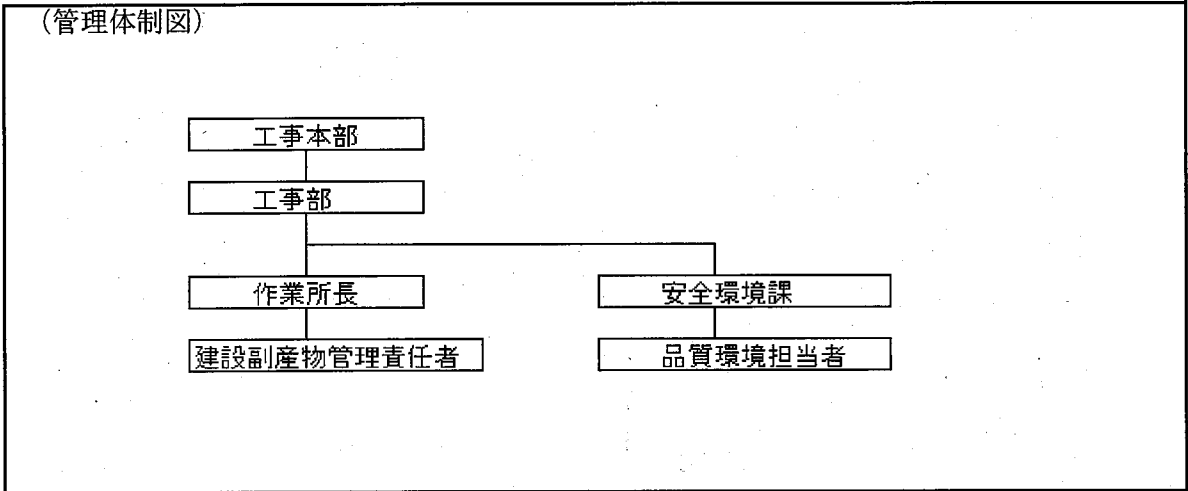 （管理体制図）
工事本部
工事部
作業所長
安全環境課
建設副産物管理責任者
品質環境担当者